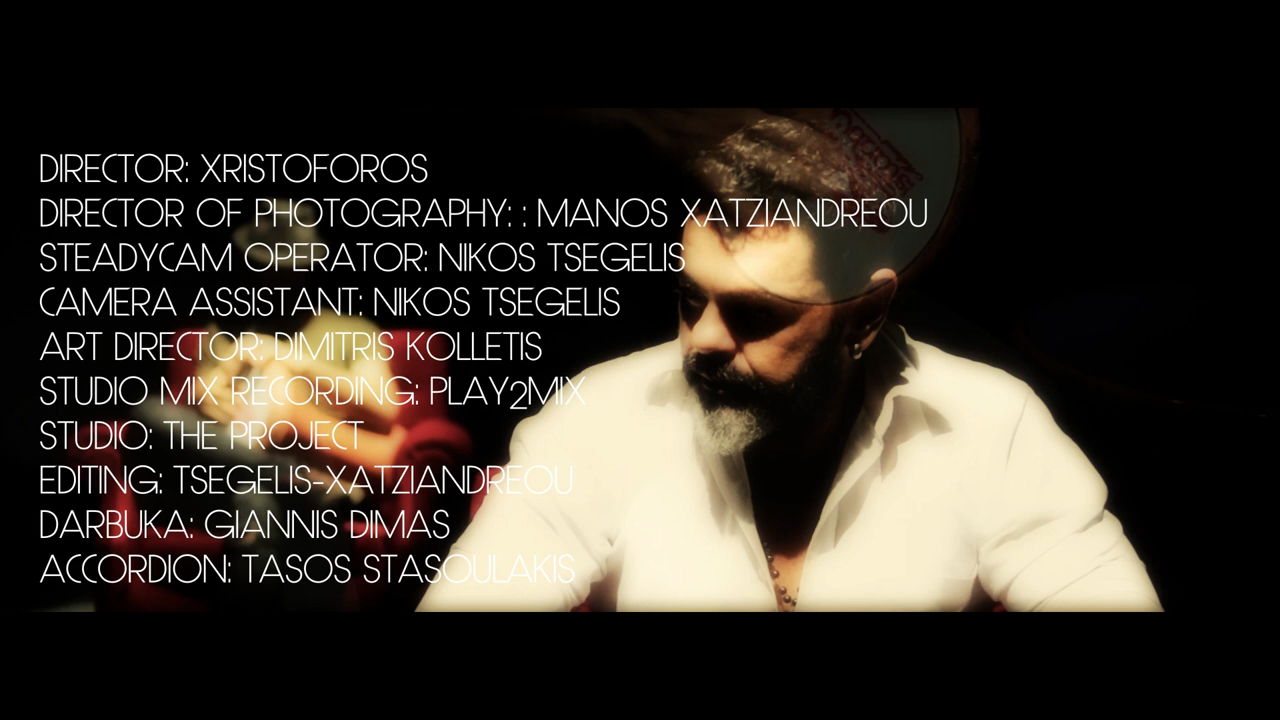 DIRECTOR: XRISTOFOROS
DIRECTOR OF PHOTOGRAPHY: : MANOS XATZIANDREOU
STEADYCAM OPERATOR: NIKOS TSEGELIS
CAMERA ASSISTANT: NIKOS TSEGELIS
ART DIRECTOR: DIMITRIS KOLLETIS
STUDIO MIX RECORDING: PLAY2MIX
STUDIO: THE PROJECT
EDITING: TSEGELIS-XATZIANDREOU
DARBUKA: GIANNIS DIMAS
ACCORDION: TASOS STASOULAKIS